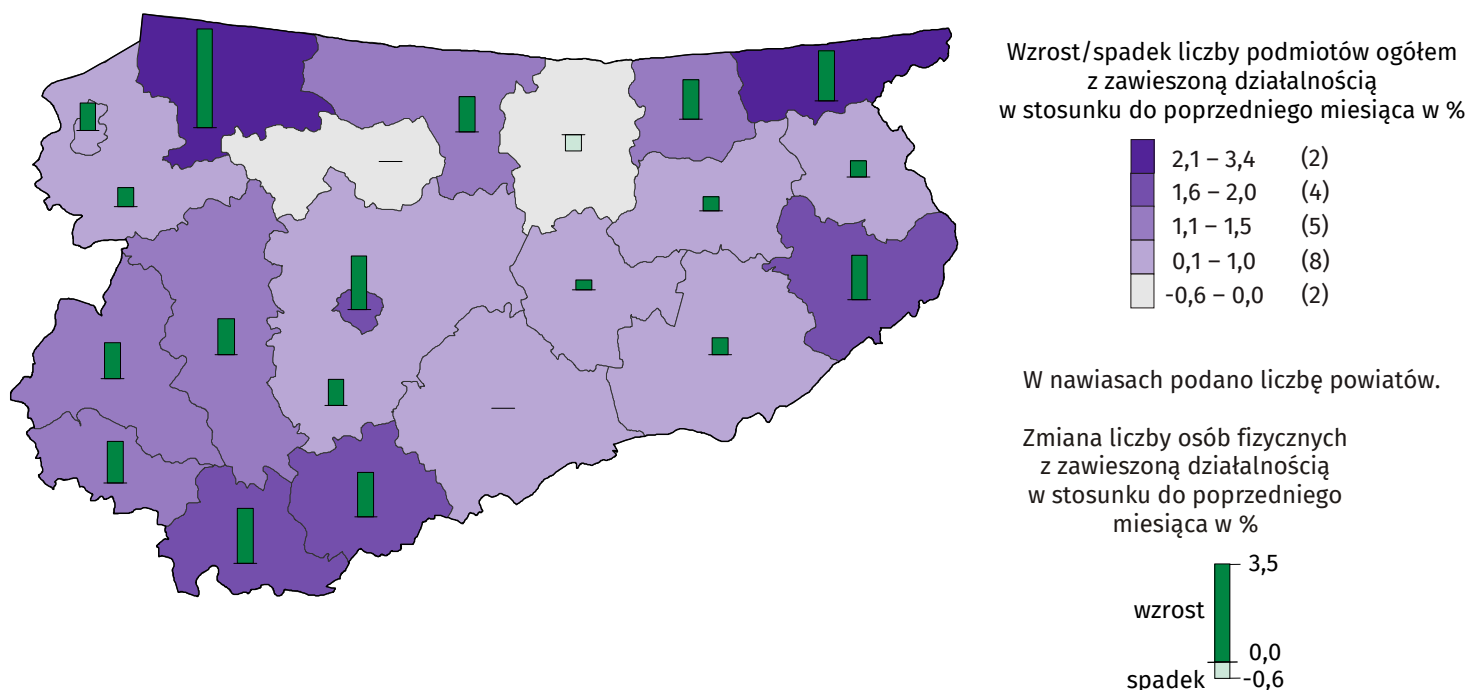 Wzrost/spadek liczby podmiotów ogółem
z zawieszoną działalnością
w stosunku do poprzedniego miesiąca w %
2,1 – 3,4 (2)
1,6 – 2,0 (4)
1,1 – 1,5 (5)
0,1 – 1,0 (8)
-0,6 – 0,0 (2)
W nawiasach podano liczbę powiatów.
Zmiana liczby osób fizycznych
z zawieszoną działalnością
w stosunku do poprzedniego
miesiąca w %
3,5
wzrost
0,0
spadek -0,6